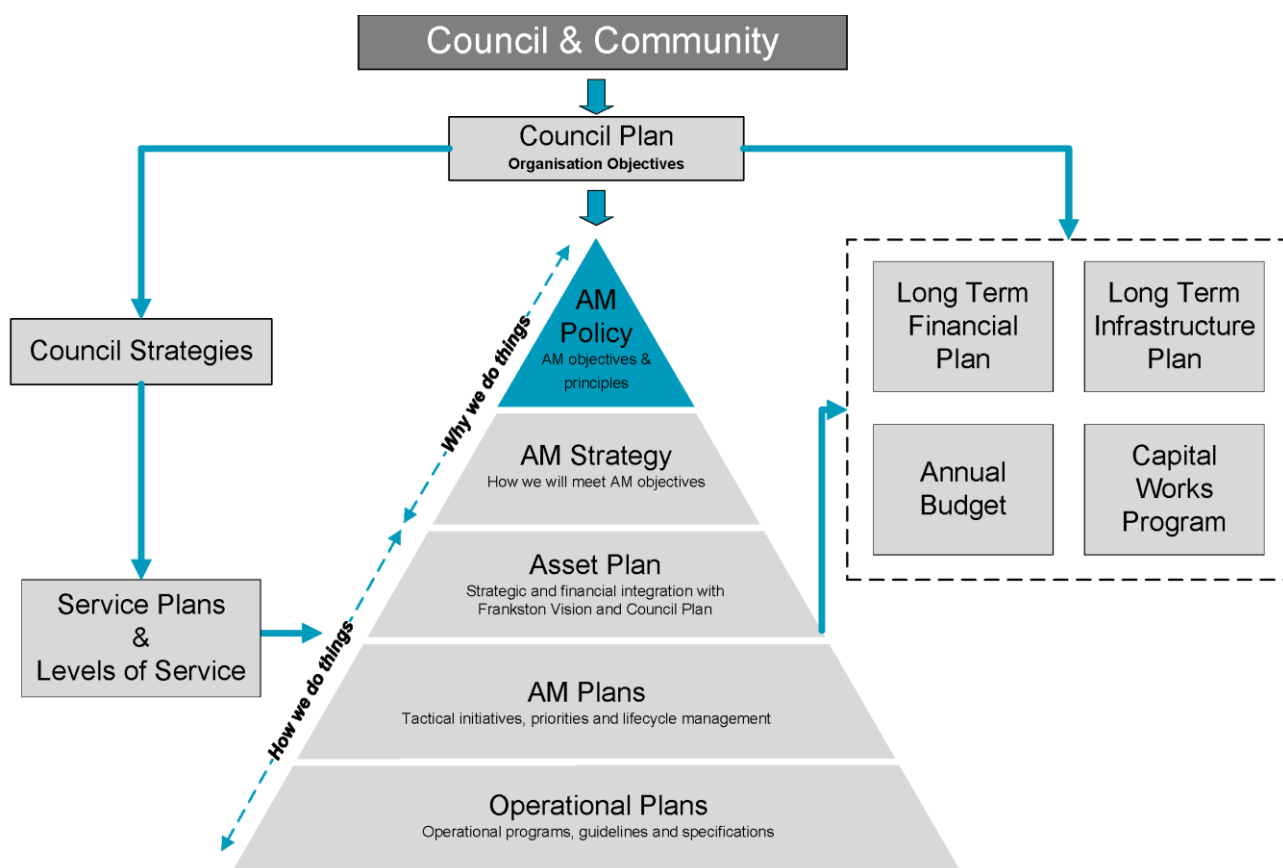 Council & Community
Council Plan
Organisation Objectives
Council Strategies
Service Plans
&
Levels of Service
Why we do things
How we do things
AM
Policy
AM objectives &
principles
AM Strategy
How we will meet AM objectives
Asset Plan
Strategic and financial integration with
Frankston Vision and Council Plan
AM Plans
Tactical initiatives, priorities and lifecycle management
Operational Plans
Operational programs, guidelines and specifications
Long Term
Financial
Plan
Long Term
Infrastructure
Plan
Annual
Budget
Capital
Works
Program